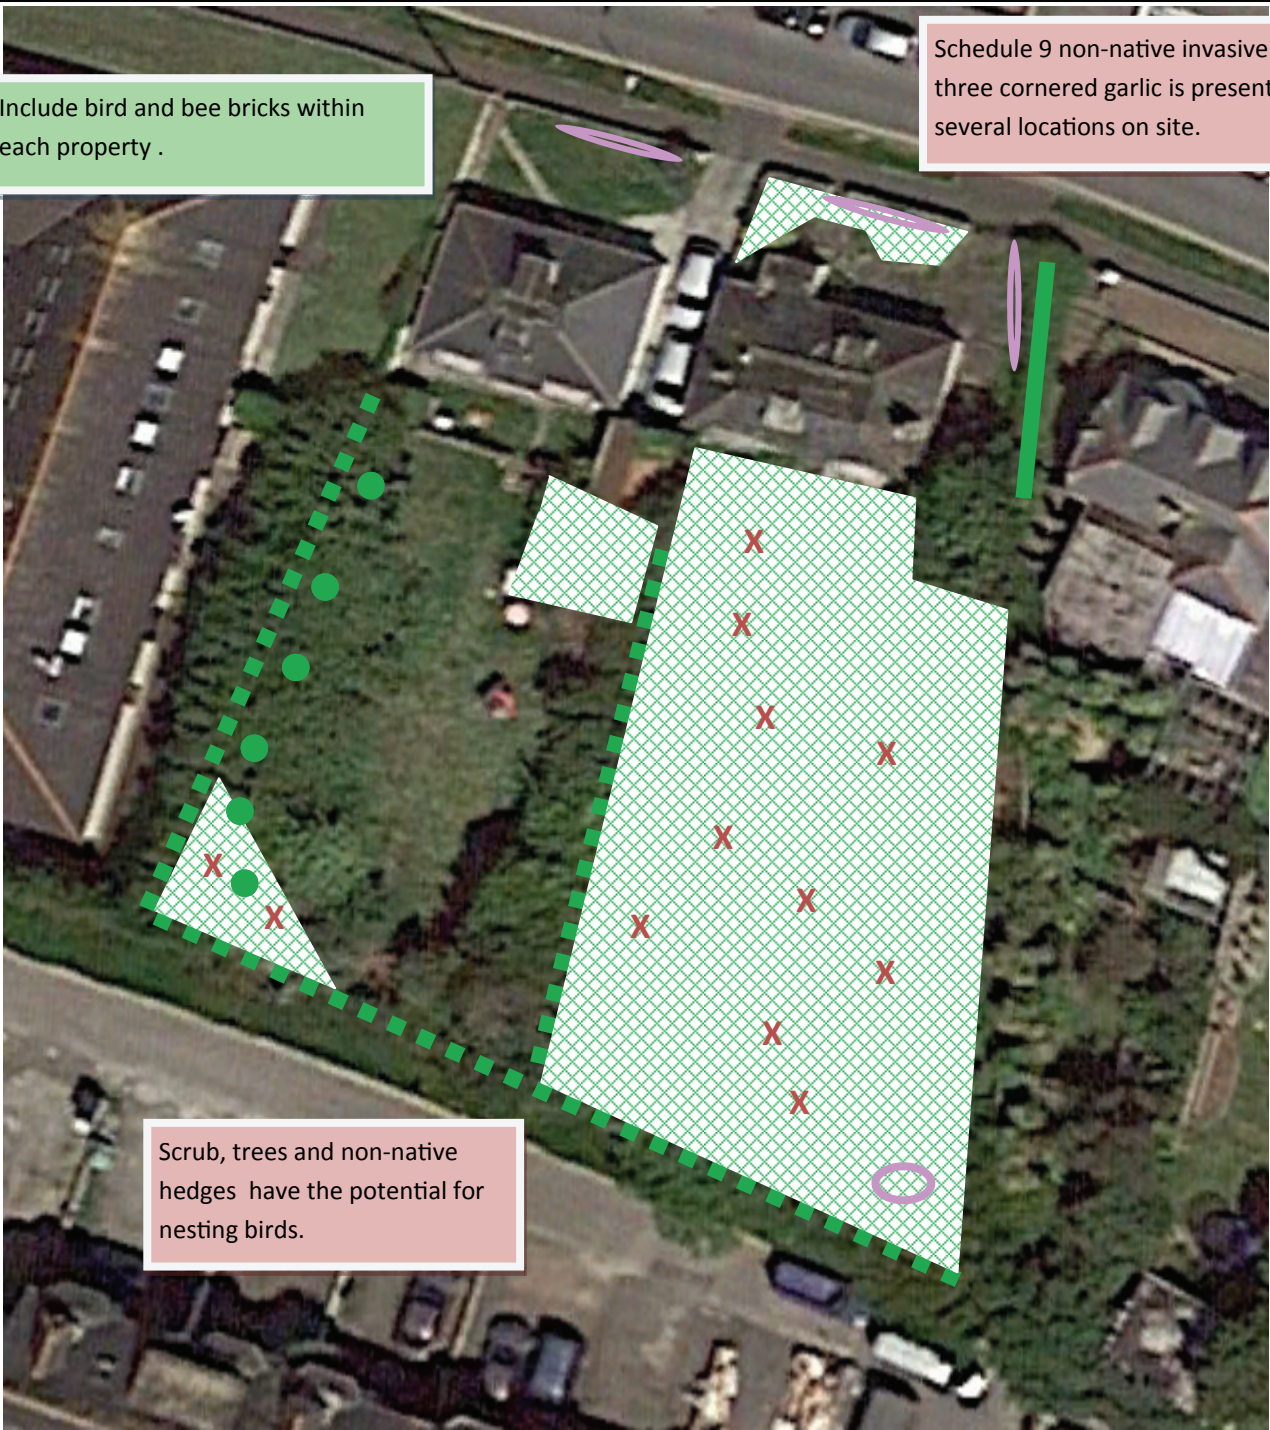 Include bird and bee bricks within
each property .
Schedule 9 non-native invasive
three cornered garlic is present
several locations on site.
X
X
X
X
X
X
X
X
X
X
X
X
Scrub, trees and non-native
hedges have the potential for
nesting birds.